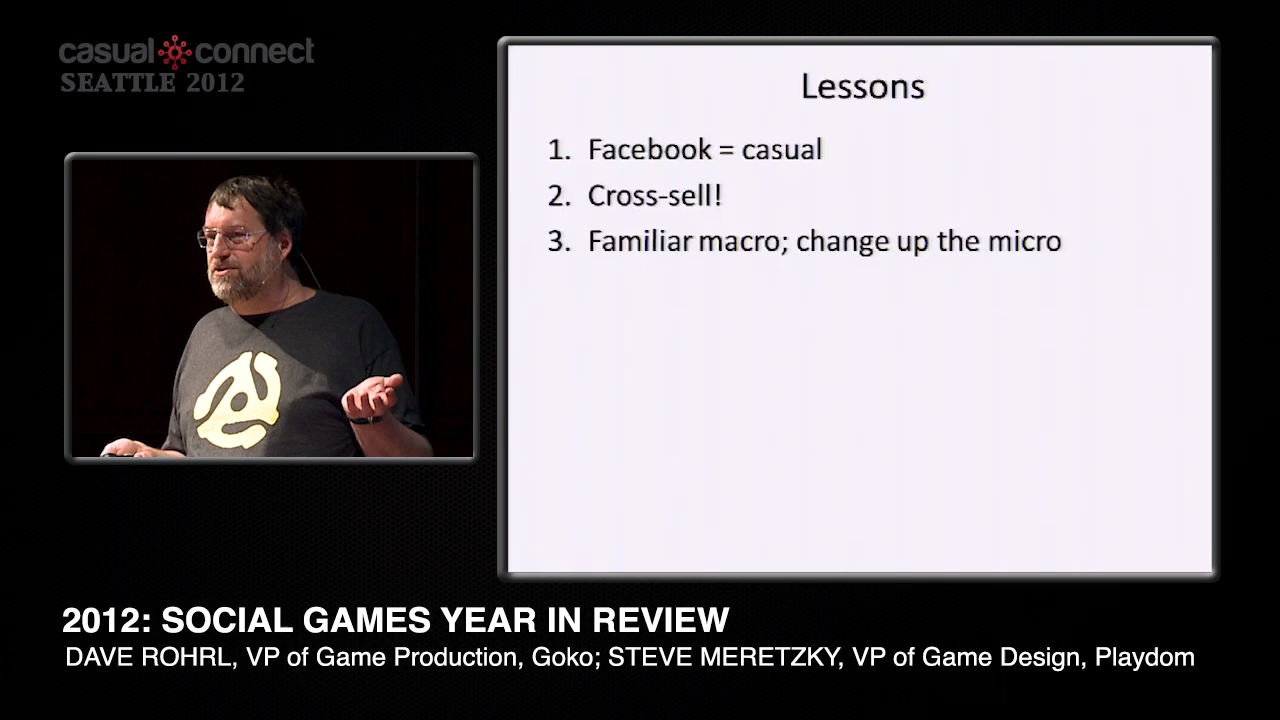 casual connect
SEATTLE 2012
Lessons
1. Facebook = casual
2. Cross-sell!
3. Familiar macro; change up the micro
2012: SOCIAL GAMES YEAR IN REVIEW
DAVE ROHRL, VP of Game Production, Goko; STEVE MERETZKY, VP of Game Design, Playdom